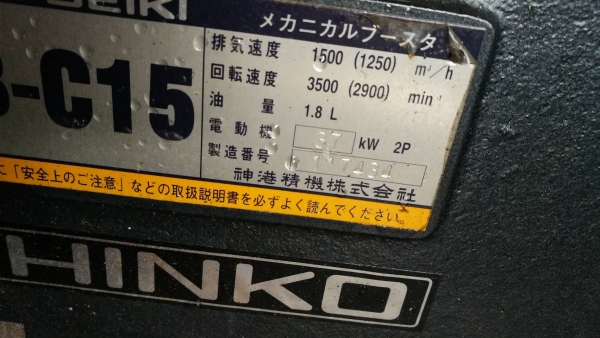 SEIKI
メカニカルブースタ
-C15
排気速度 1500 (1250) m³/h
回転速度 3500 (2900) min
油 量 1.8 L
電動機 37 kW 2P
製造番号
神港精機株式会社
に「安全上のご注意」などの取扱説明書を必ずよく読んでください。
HINKO